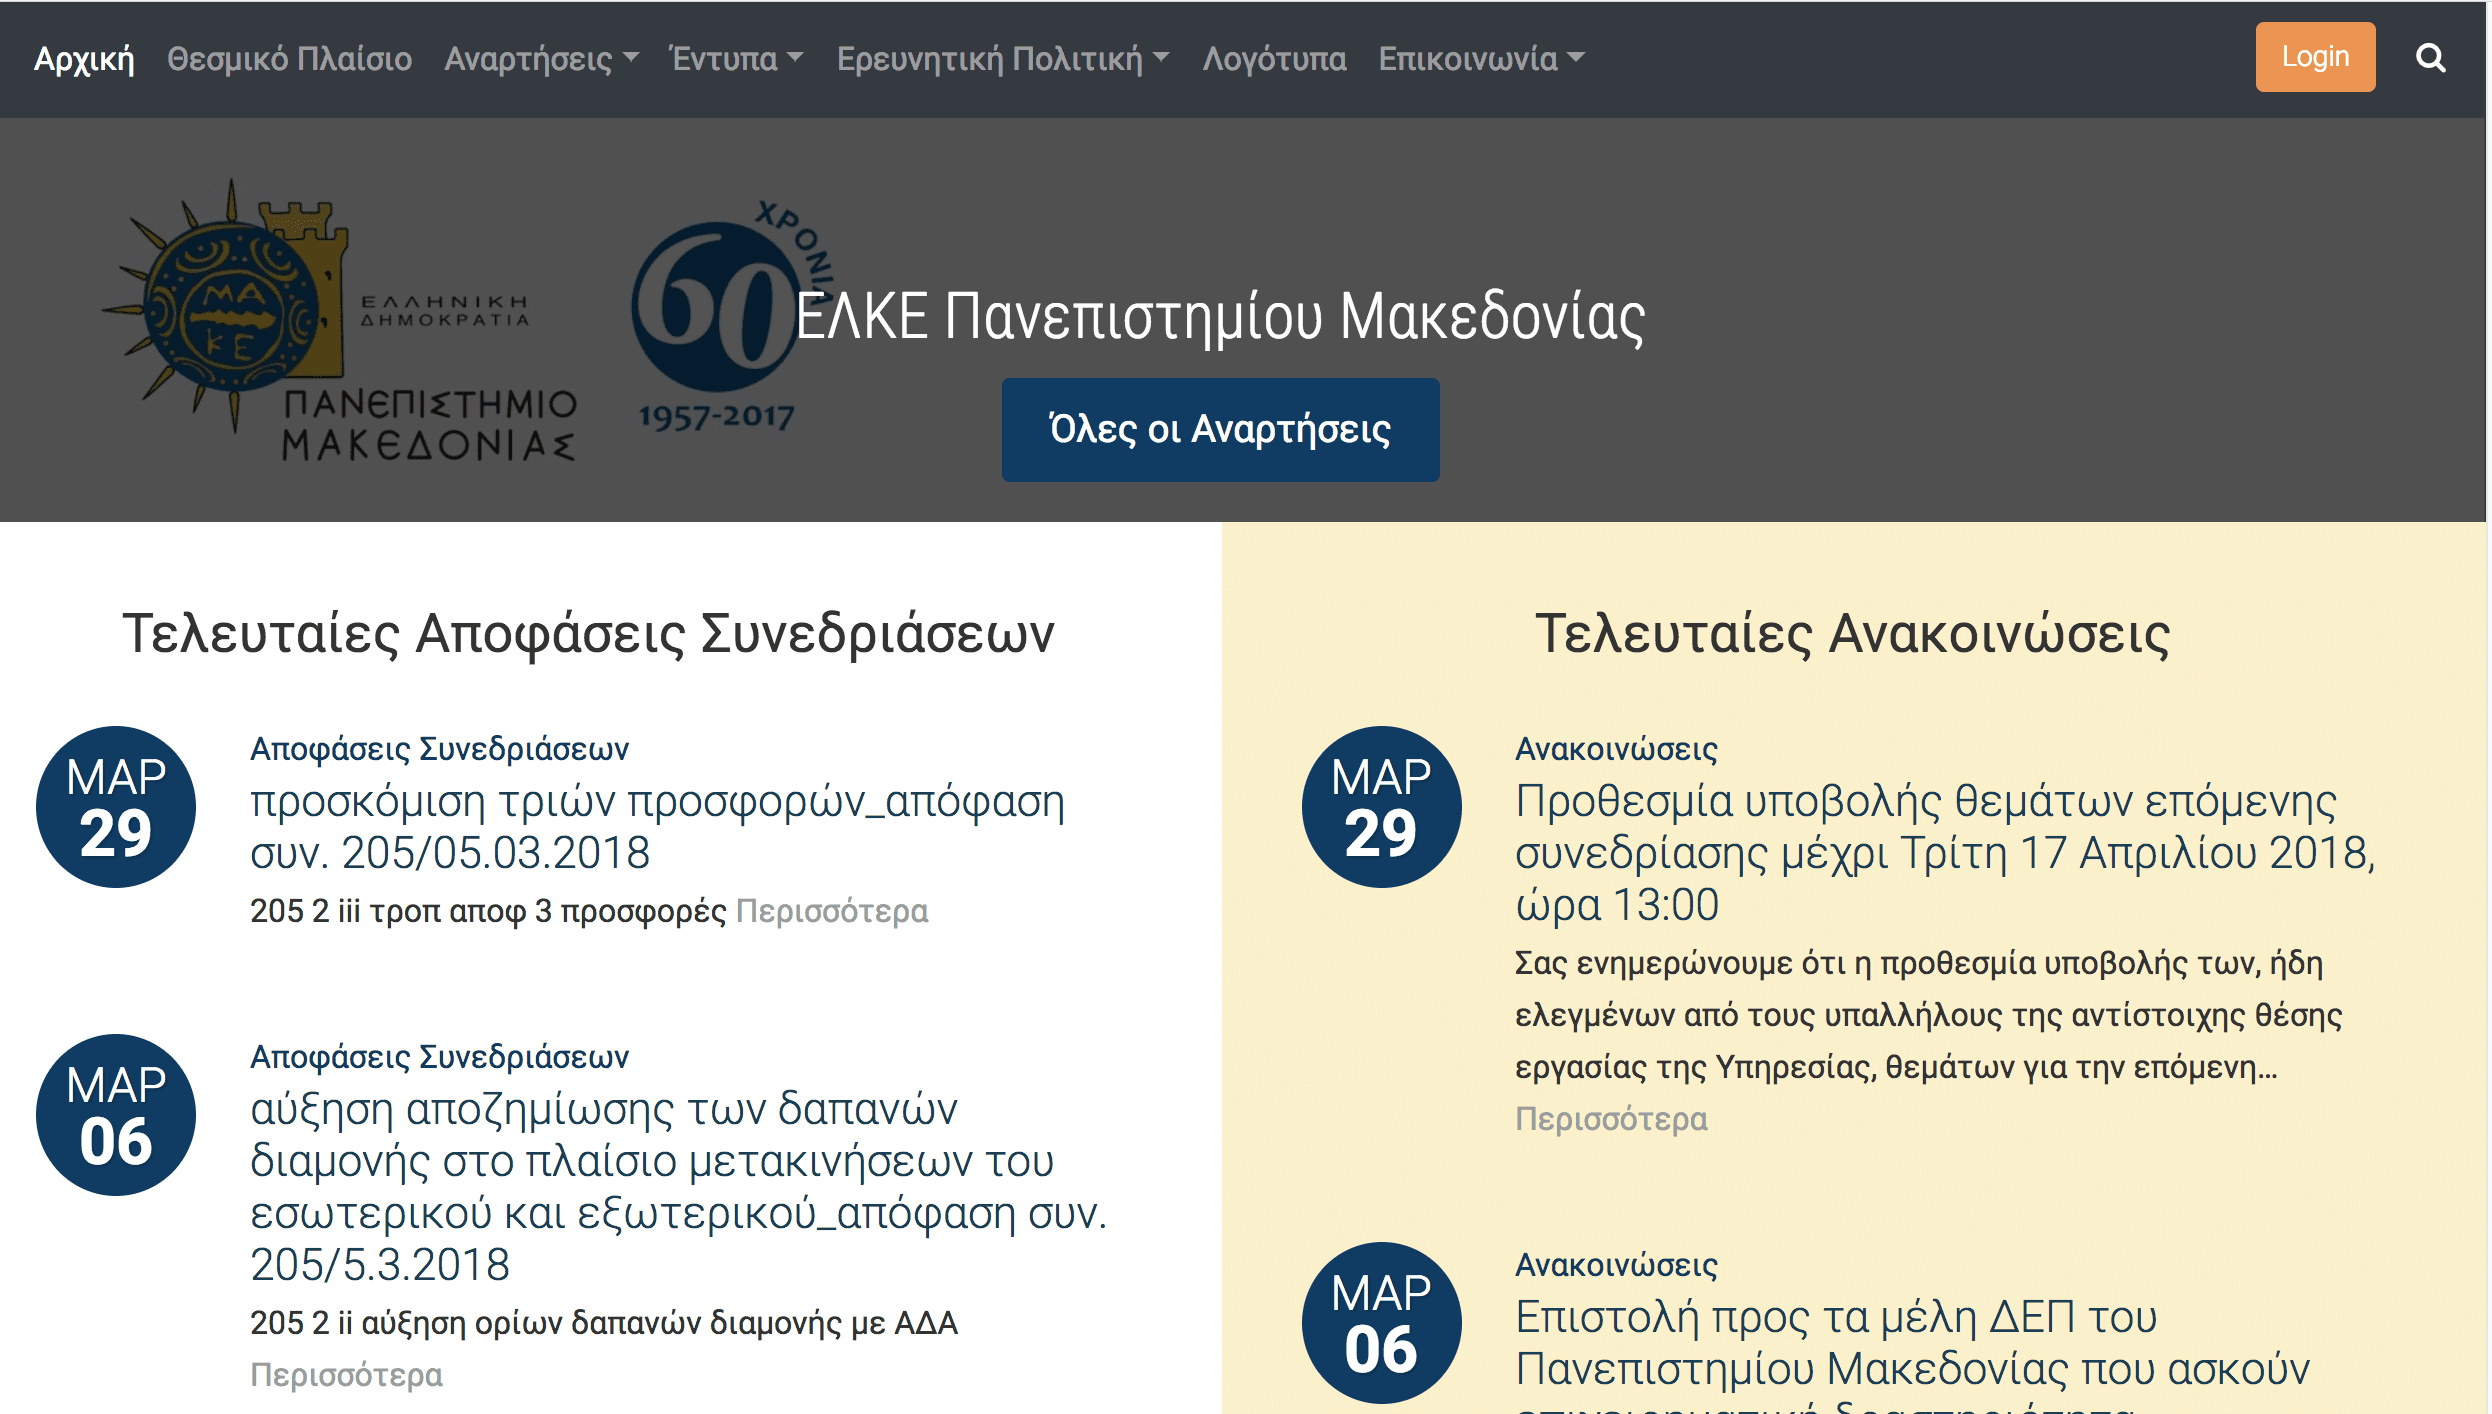 Αρχική Θεσμικό Πλαίσιο Αναρτήσεις Έντυπα Ερευνητική Πολιτική Λογότυπα Επικοινωνία Login
ΜΑ
ΚΕ
ΕΛΛΗΝΙΚΗ
ΔΗΜΟΚΡΑΤΙΑ
ΠΑΝΕΠΙΣΤΗΜΙΟ
ΜΑΚΕΔΟΝΙΑΣ
60
ΧΡΟΝΙΑ
1957-2017
ΕΛΚΕ Πανεπιστημίου Μακεδονίας
Όλες οι Αναρτήσεις
Τελευταίες Αποφάσεις Συνεδριάσεων
ΜΑΡ
29
Αποφάσεις Συνεδριάσεων
προσκόμιση τριών προσφορών_απόφαση
συν. 205/05.03.2018
205 2 iii τροπ αποφ 3 προσφορές Περισσότερα
ΜΑΡ
06
Αποφάσεις Συνεδριάσεων
αύξηση αποζημίωσης των δαπανών
διαμονής στο πλαίσιο μετακινήσεων του
εσωτερικού και εξωτερικού_απόφαση συν.
205/5.3.2018
205 2 ii αύξηση ορίων δαπανών διαμονής με ΑΔΑ
Περισσότερα
Τελευταίες Ανακοινώσεις
ΜΑΡ
29
Ανακοινώσεις
Προθεσμία υποβολής θεμάτων επόμενης
συνεδρίασης μέχρι Τρίτη 17 Απριλίου 2018,
ώρα 13:00
Σας ενημερώνουμε ότι η προθεσμία υποβολής των, ήδη
ελεγμένων από τους υπαλλήλους της αντίστοιχης θέσης
εργασίας της Υπηρεσίας, θεμάτων για την επόμενη...
Περισσότερα
ΜΑΡ
06
Ανακοινώσεις
Επιστολή προς τα μέλη ΔΕΠ του
Πανεπιστημίου Μακεδονίας που ασκούν